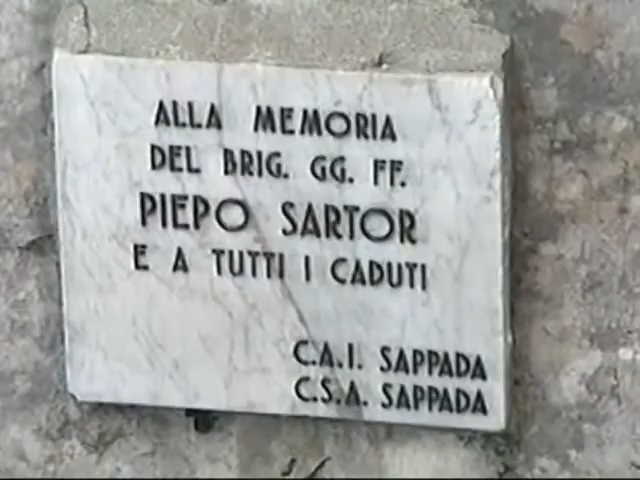 ALLA MEMORIA
DEL BRIG. GG. FF.
PIEPO SARTOR
E A TUTTI I CADUTI
C.A.I. SAPPADA
C.S.A. SAPPADA